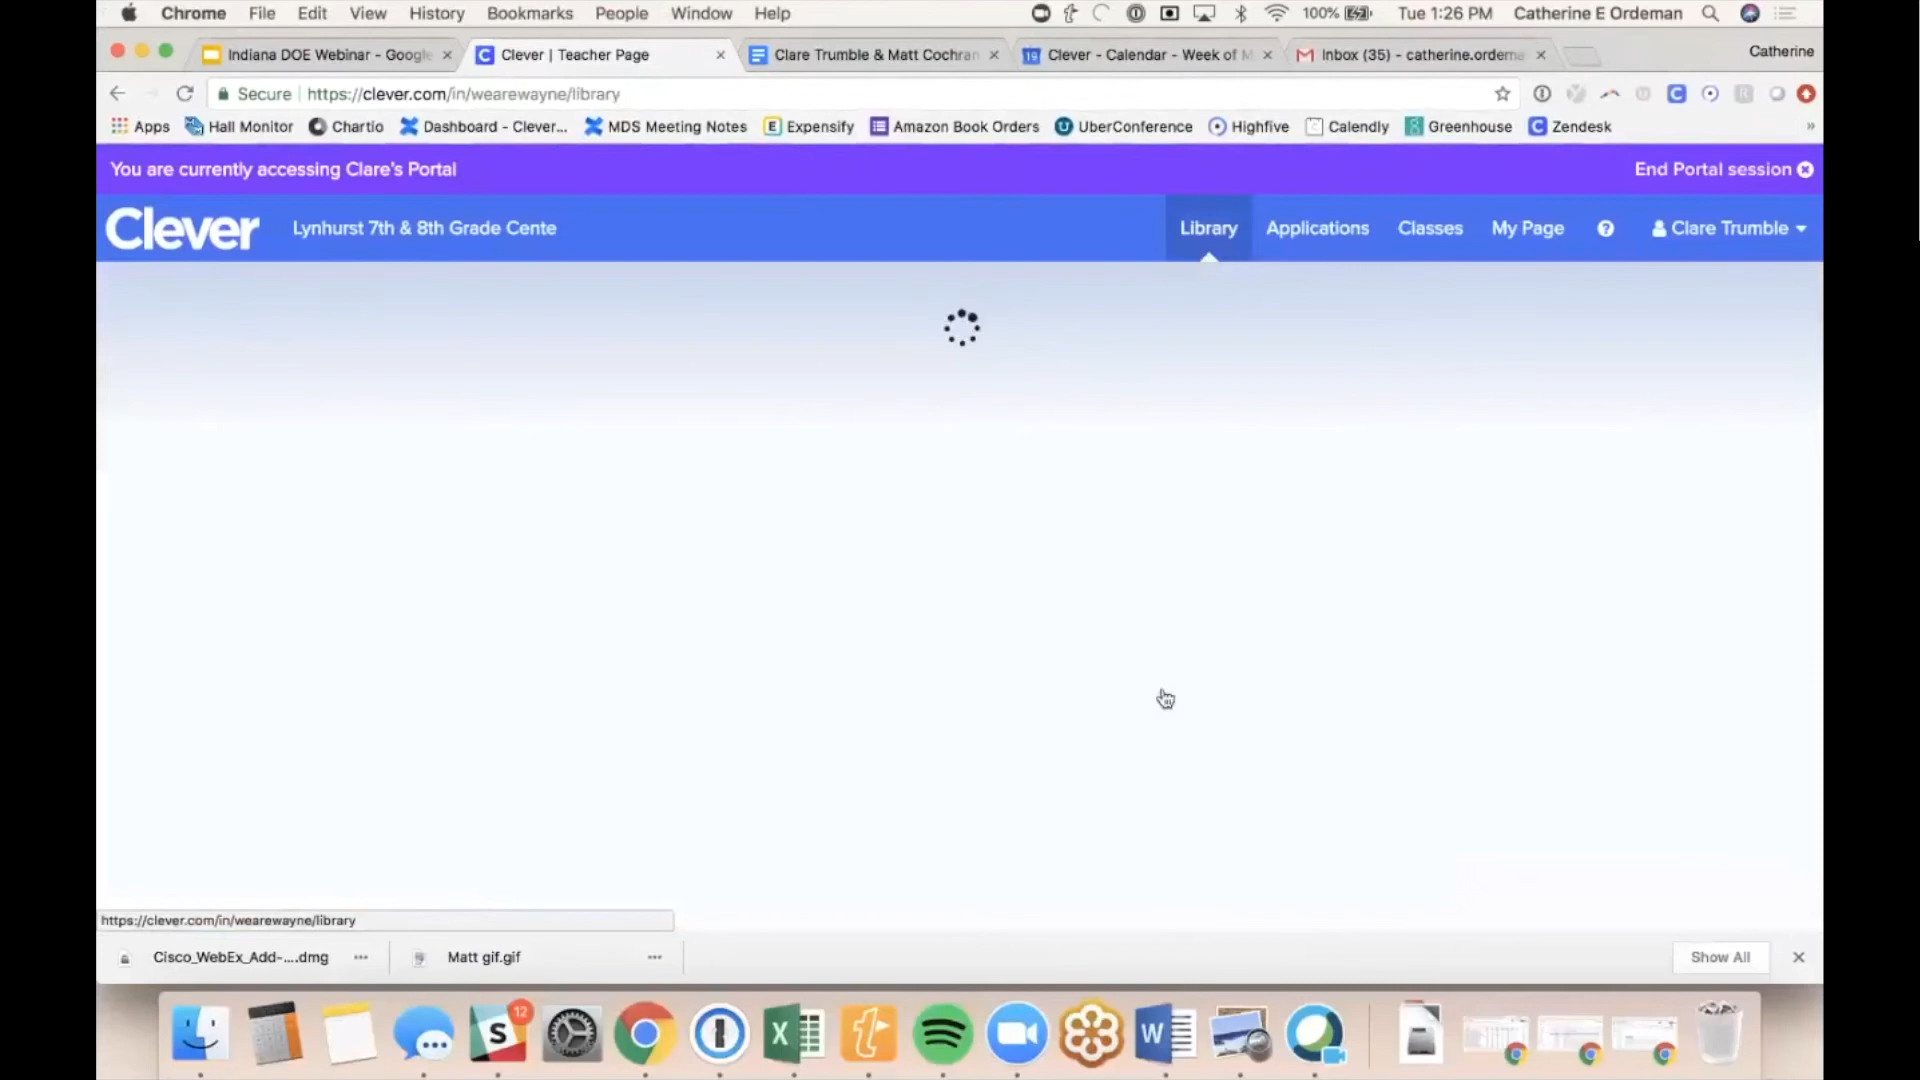 Chrome File Edit View History Bookmarks People Window Help 100% Tue 1:26 PM Catherine E Ordeman
Indiana DOE Webinar - Google Clever | Teacher Page Clare Trumble & Matt Cochran Clever - Calendar - Week of M Inbox (35) - catherine.ordema Catherine
Secure https://clever.com/in/wearewayne/library
Apps Hall Monitor Chartio Dashboard - Clever... MDS Meeting Notes Expensify Amazon Book Orders UberConference Highfive Calendly Greenhouse Zendesk »
You are currently accessing Clare's Portal End Portal session
Clever Lynhurst 7th & 8th Grade Cente Library Applications Classes My Page ? Clare Trumble
https://clever.com/in/wearewayne/library
Cisco_WebEx_Add-....dmg Matt gif.gif Show All
12